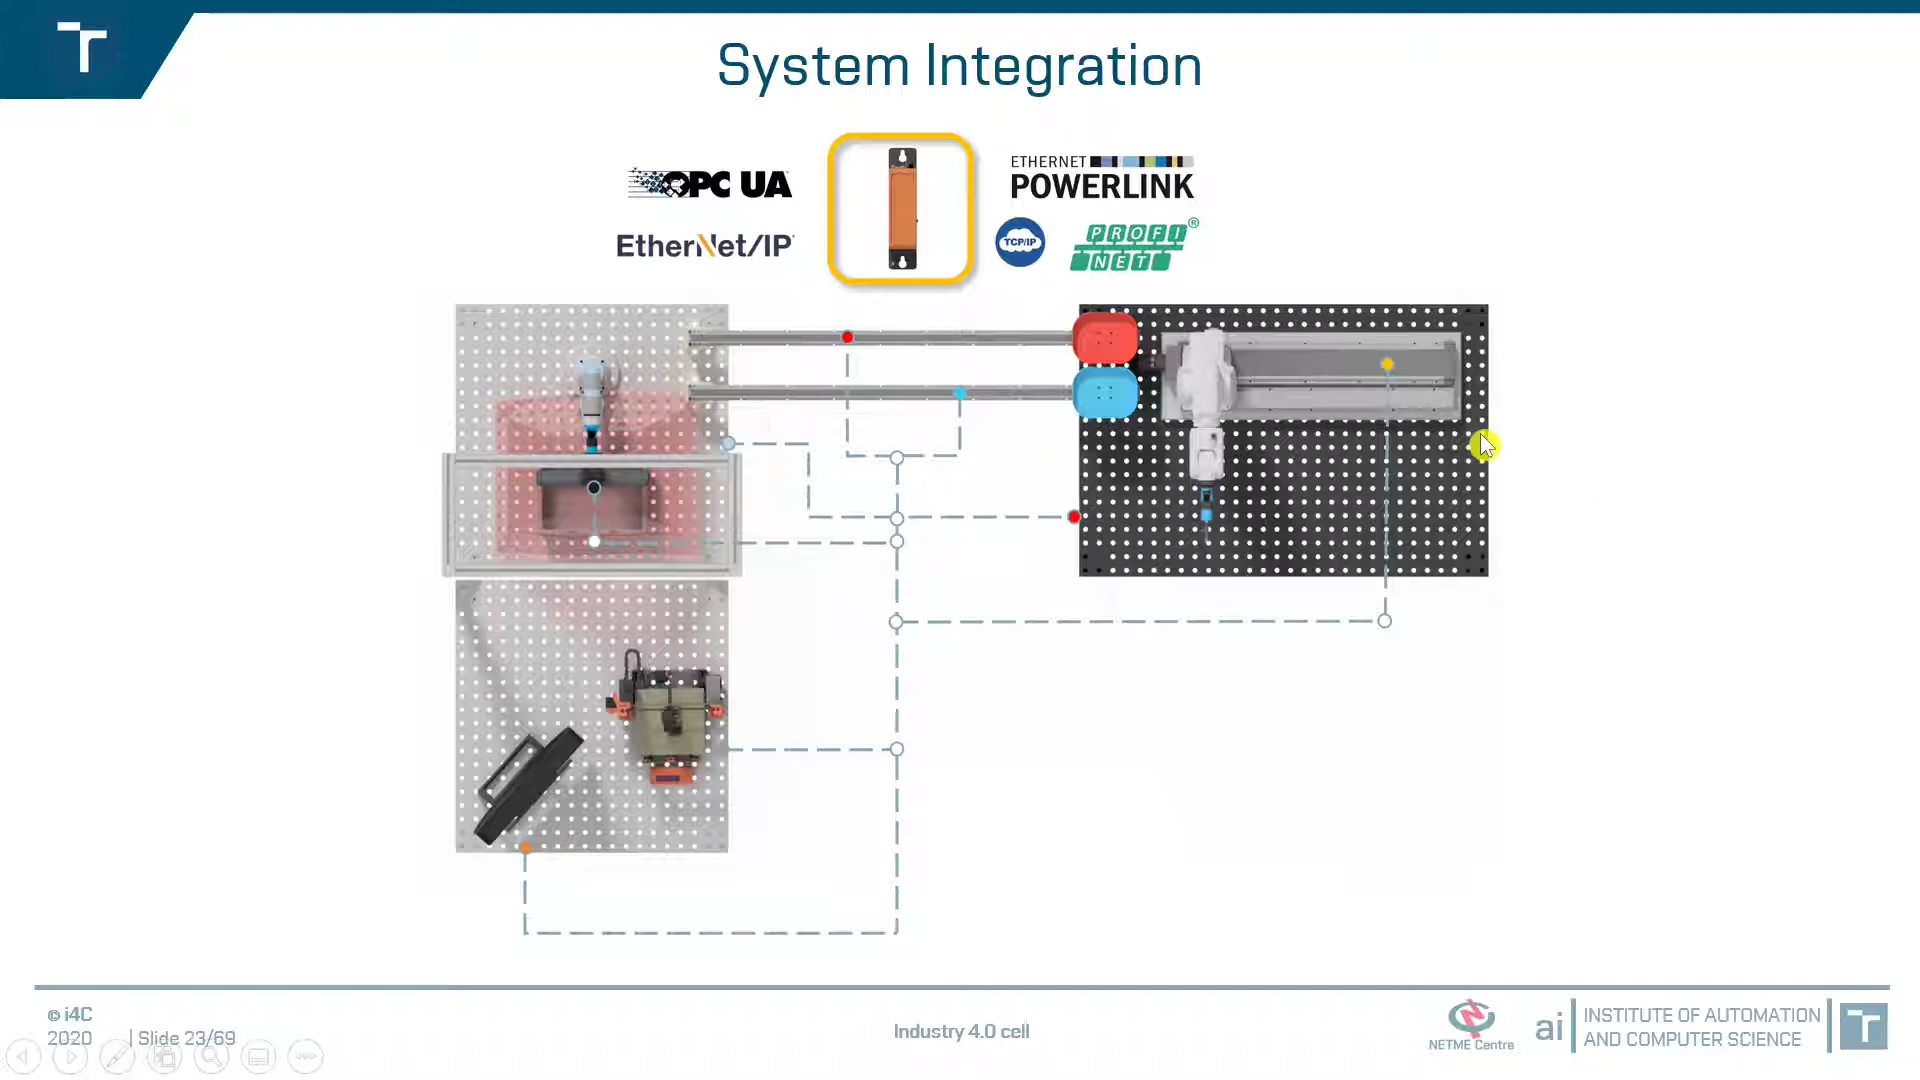 System Integration
OPC UA
EtherNet/IP
ETHERNET
POWERLINK
TCP/IP
PROFI
NET®
© i4C
2020 | Slide 23/69
Industry 4.0 cell
NETME Centre
ai
INSTITUTE OF AUTOMATION
AND COMPUTER SCIENCE